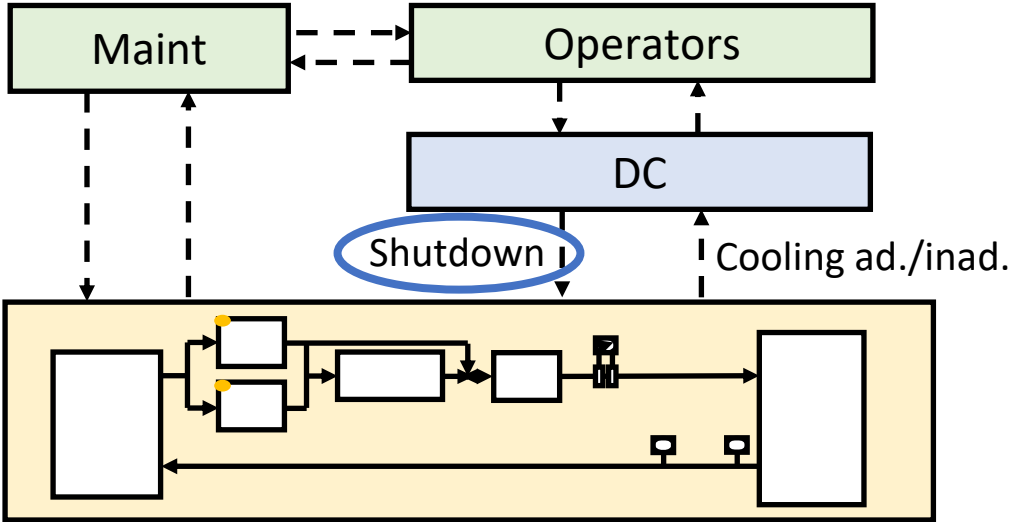 Maint
Operators
DC
Shutdown
Cooling ad./inad.